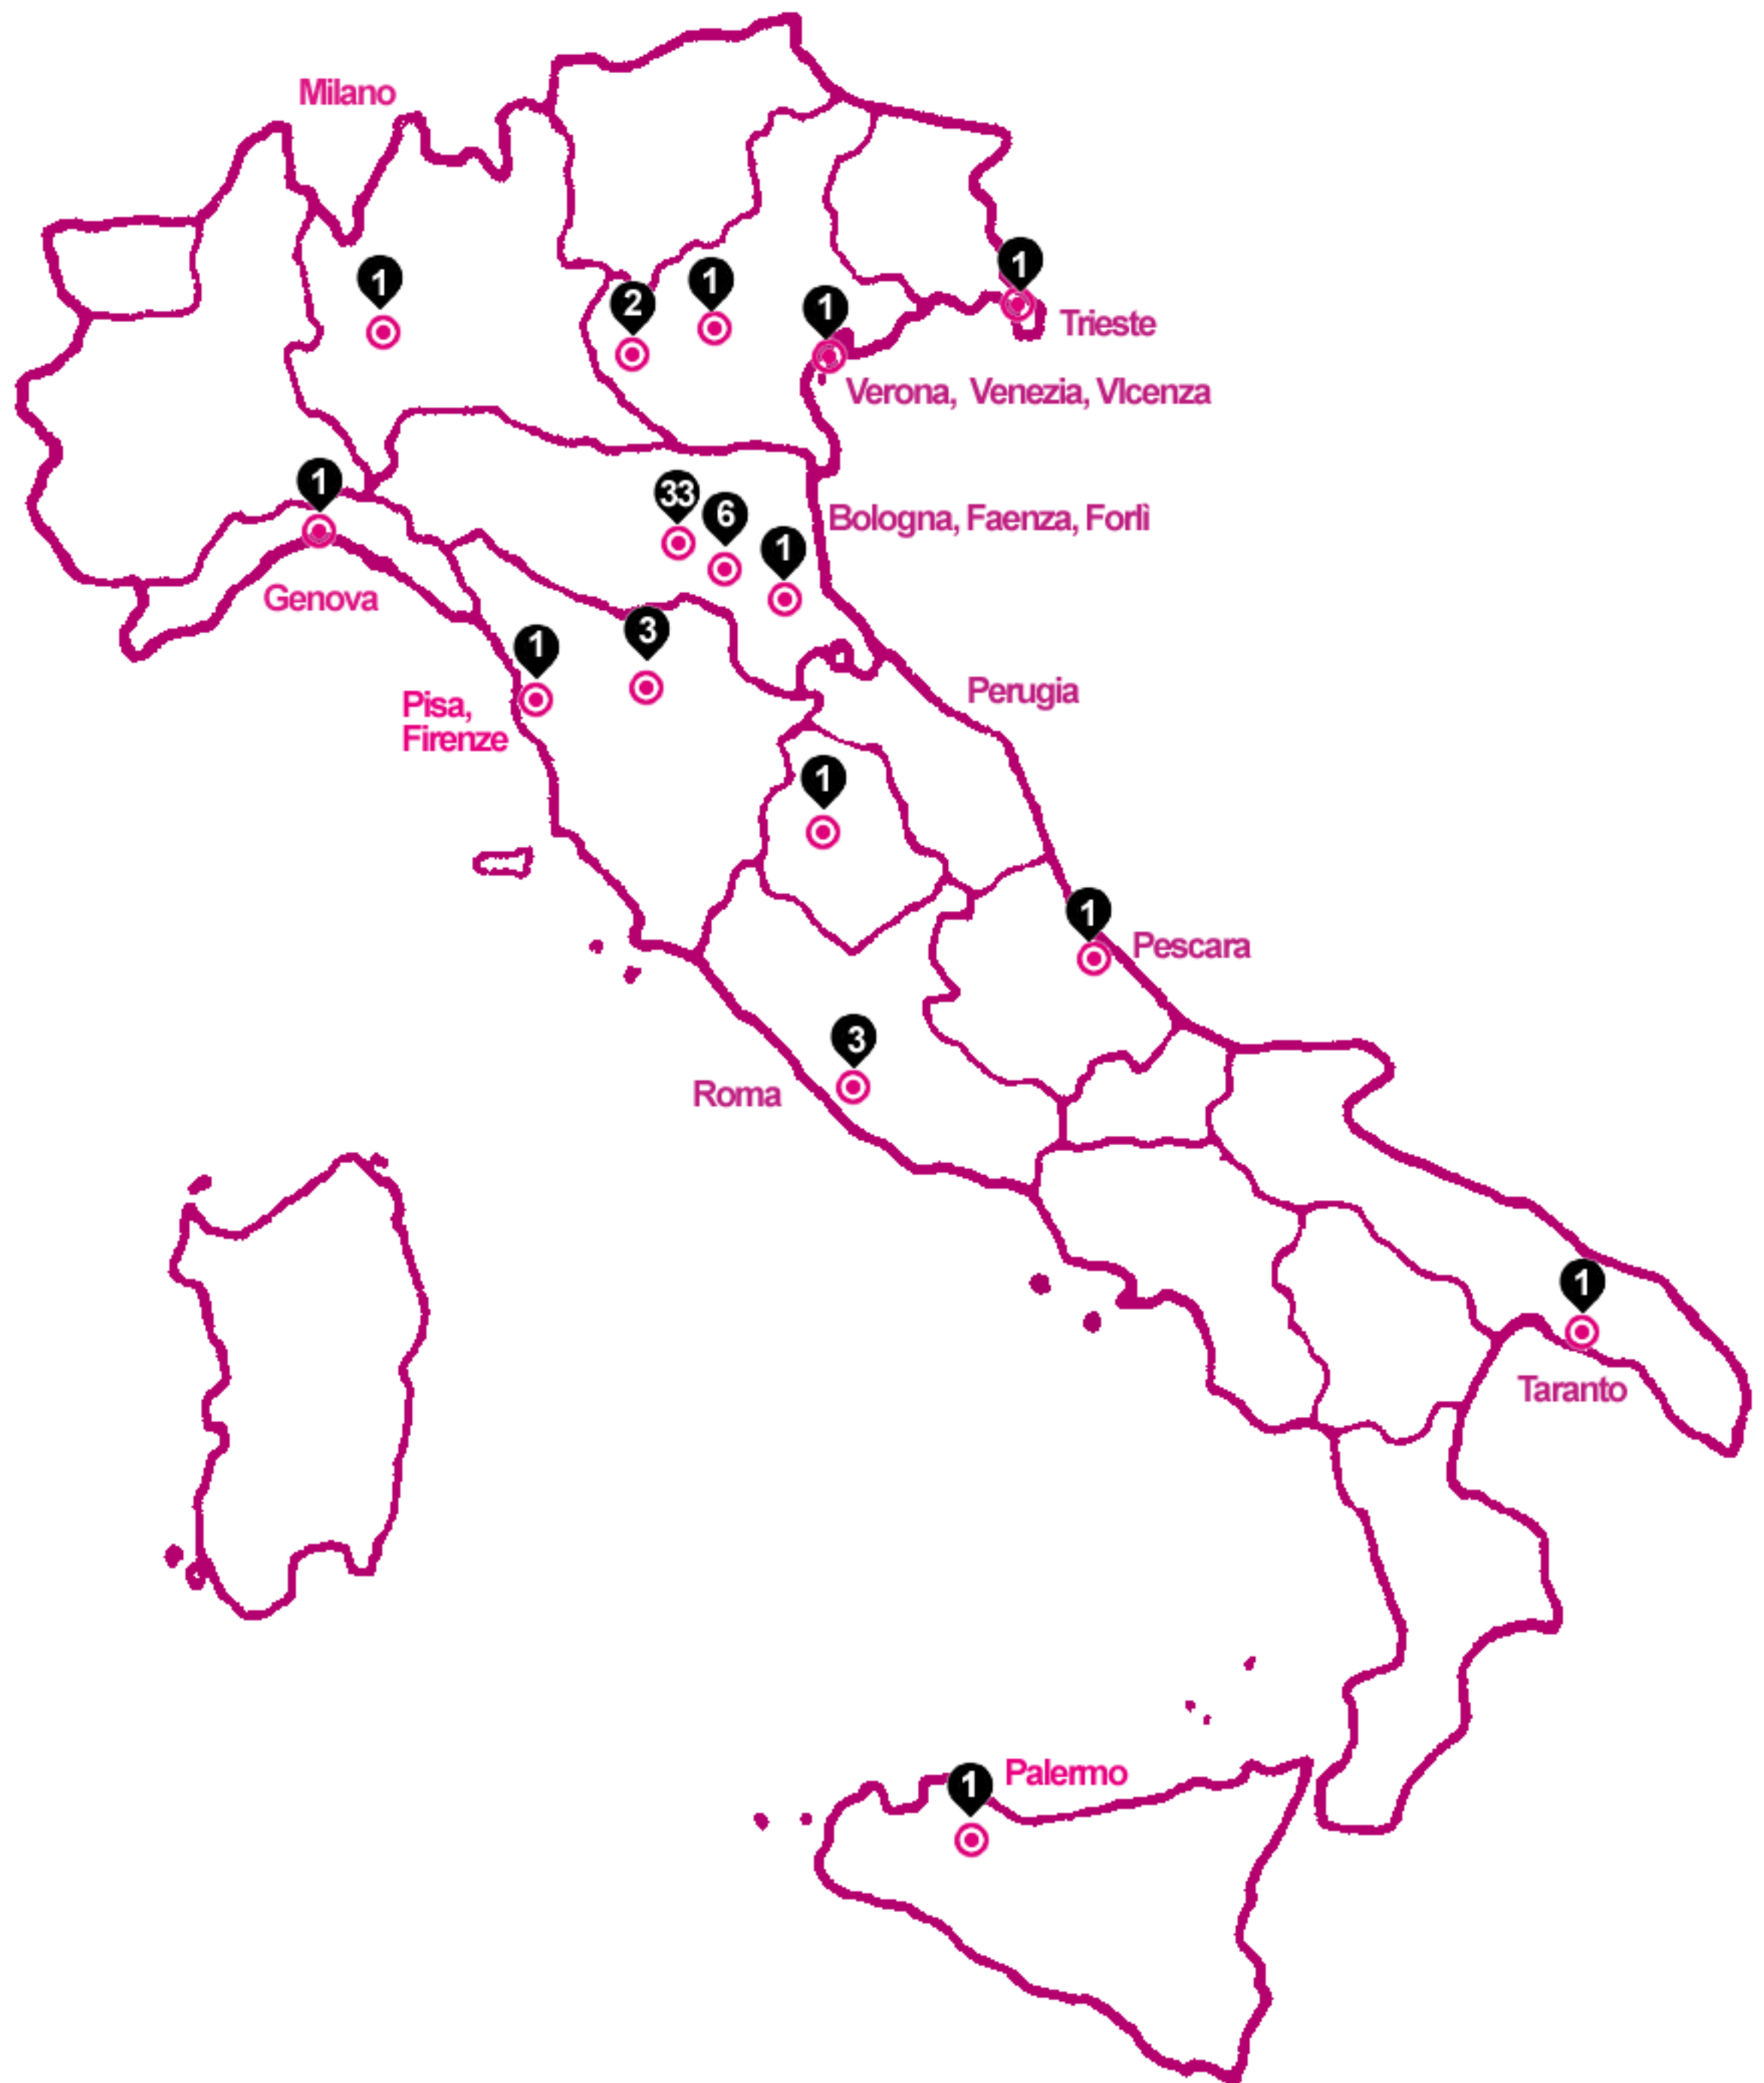 Milano
1
1
2
1
1
Trieste
Verona, Venezia, VIcenza
1
33
6
1
Bologna, Faenza, Forlì
Genova
1
3
Pisa,
Firenze
Perugia
1
1
Pescara
3
Roma
1
Taranto
1
Palermo